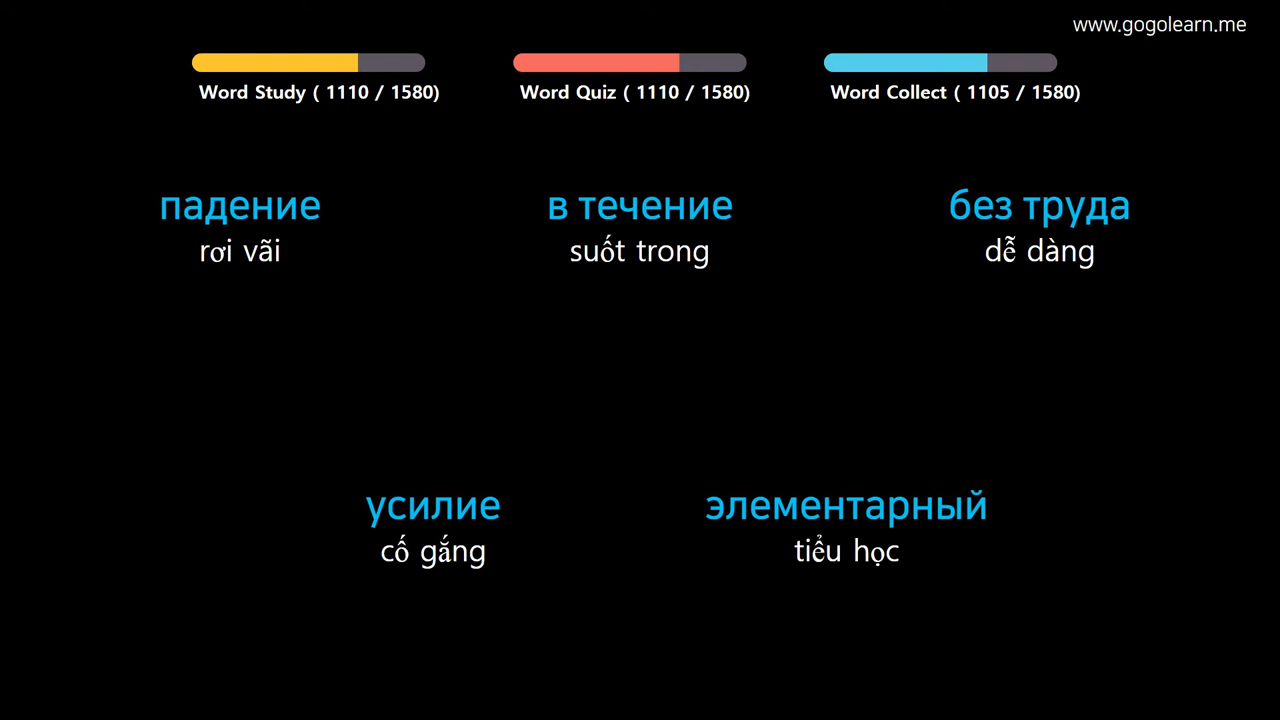 www.gogolearn.me
Word Study ( 1110 / 1580)
Word Quiz ( 1110 / 1580)
Word Collect ( 1105 / 1580)
падение
rơi vãi
в течение
suốt trong
без труда
dễ dàng
усилие
cố gắng
элементарный
tiểu học